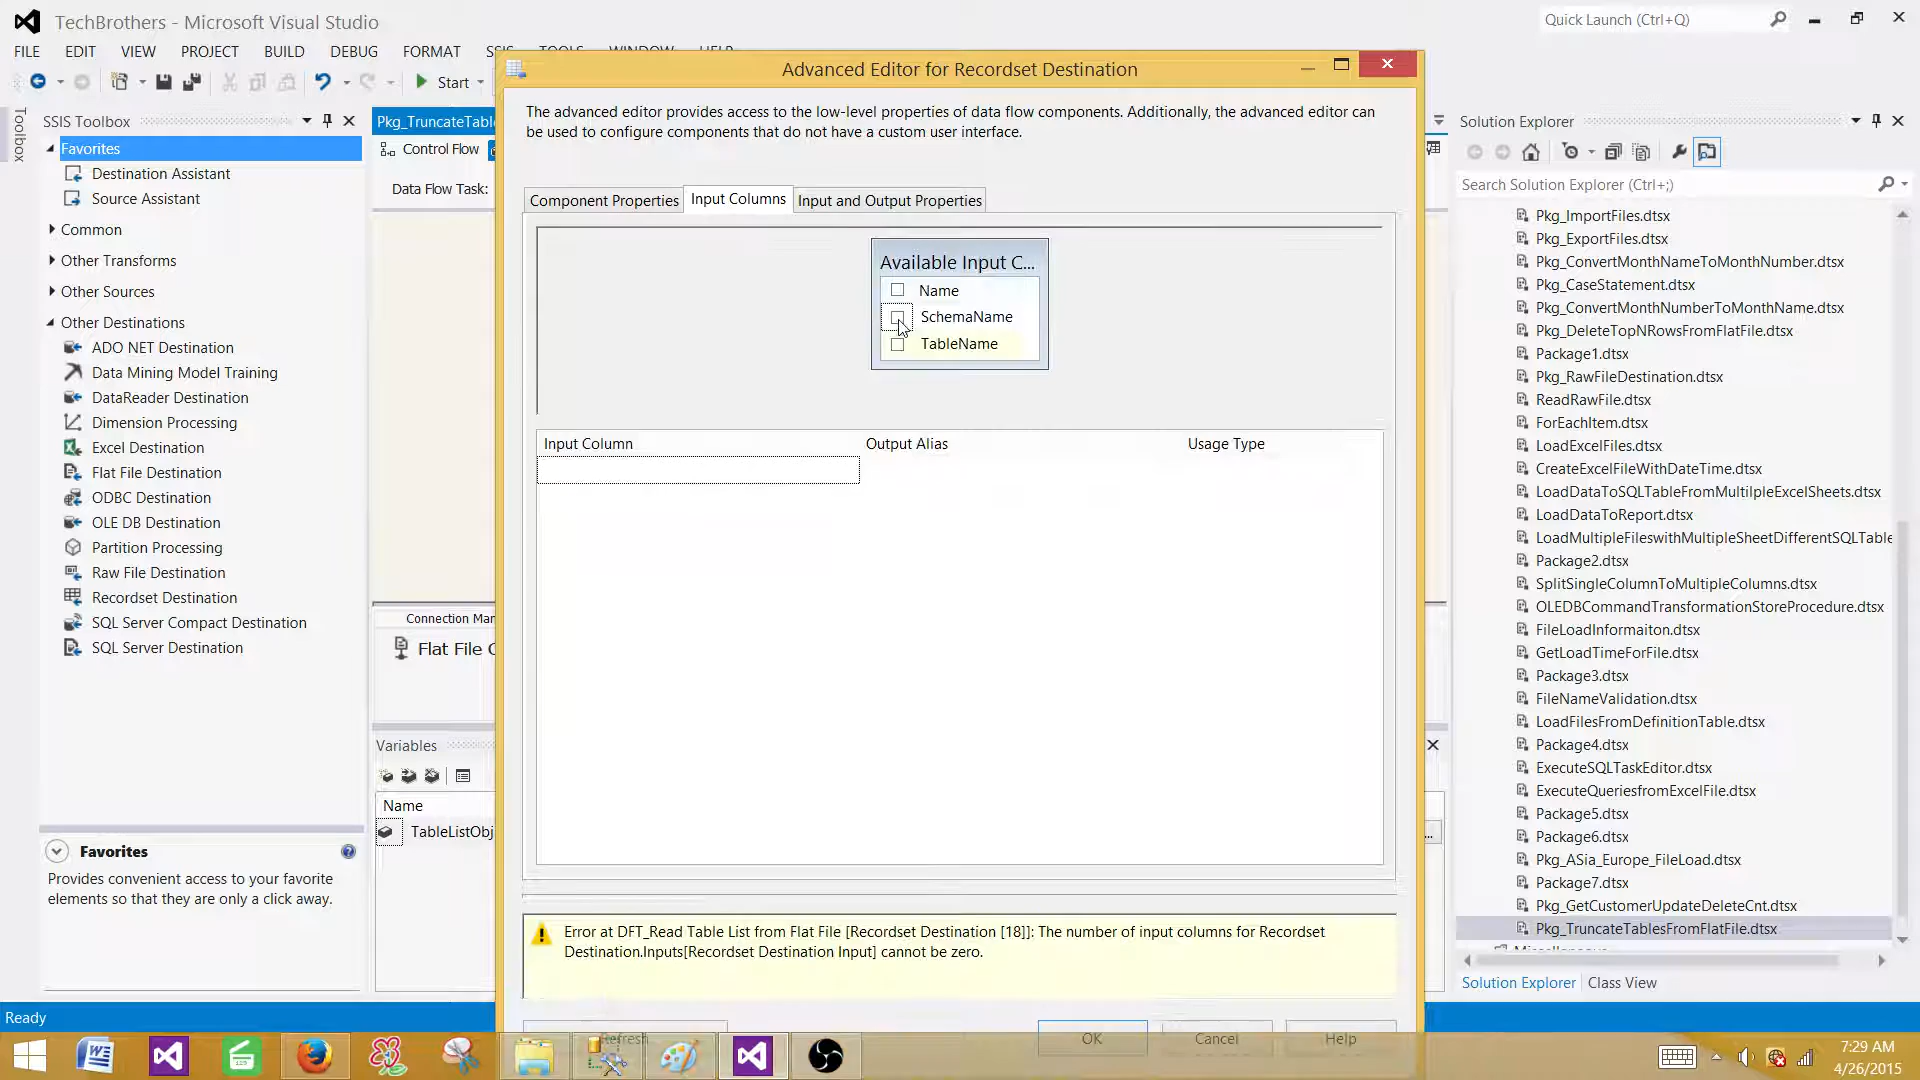 TechBrothers - Microsoft Visual Studio
Quick Launch (Ctrl+Q)
FILE EDIT VIEW PROJECT BUILD DEBUG FORMAT SSIS TOOLS WINDOW HELP
Start
Advanced Editor for Recordset Destination
The advanced editor provides access to the low-level properties of data flow components. Additionally, the advanced editor can
be used to configure components that do not have a custom user interface.
Toolbox
SSIS Toolbox
Favorites
Destination Assistant
Source Assistant
Common
Other Transforms
Other Sources
Other Destinations
ADO NET Destination
Data Mining Model Training
DataReader Destination
Dimension Processing
Excel Destination
Flat File Destination
ODBC Destination
OLE DB Destination
Partition Processing
Raw File Destination
Recordset Destination
SQL Server Compact Destination
SQL Server Destination
Favorites
Provides convenient access to your favorite
elements so that they are only a click away.
Pkg_TruncateTable
Control Flow
Data Flow Task:
Connection Man
Flat File C
Variables
Name
TableListObj
Component Properties
Input Columns
Input and Output Properties
Available Input C...
Name
SchemaName
TableName
Input Column Output Alias Usage Type
Error at DFT_Read Table List from Flat File [Recordset Destination [18]]: The number of input columns for Recordset
Destination.Inputs[Recordset Destination Input] cannot be zero.
Refresh OK Cancel Help
...
Solution Explorer
Search Solution Explorer (Ctrl+;)
Pkg_ImportFiles.dtsx
Pkg_ExportFiles.dtsx
Pkg_ConvertMonthNameToMonthNumber.dtsx
Pkg_CaseStatement.dtsx
Pkg_ConvertMonthNumberToMonthName.dtsx
Pkg_DeleteTopNRowsFromFlatFile.dtsx
Package1.dtsx
Pkg_RawFileDestination.dtsx
ReadRawFile.dtsx
ForEachItem.dtsx
LoadExcelFiles.dtsx
CreateExcelFileWithDateTime.dtsx
LoadDataToSQLTableFromMultilpleExcelSheets.dtsx
LoadDataToReport.dtsx
LoadMultipleFileswithMultipleSheetDifferentSQLTable
Package2.dtsx
SplitSingleColumnToMultipleColumns.dtsx
OLEDBCommandTransformationStoreProcedure.dtsx
FileLoadInformaiton.dtsx
GetLoadTimeForFile.dtsx
Package3.dtsx
FileNameValidation.dtsx
LoadFilesFromDefinitionTable.dtsx
Package4.dtsx
ExecuteSQLTaskEditor.dtsx
ExecuteQueriesfromExcelFile.dtsx
Package5.dtsx
Package6.dtsx
Pkg_ASia_Europe_FileLoad.dtsx
Package7.dtsx
Pkg_GetCustomerUpdateDeleteCnt.dtsx
Pkg_TruncateTablesFromFlatFile.dtsx
Miscellaneous
Solution Explorer Class View
Ready
7:29 AM
4/26/2015